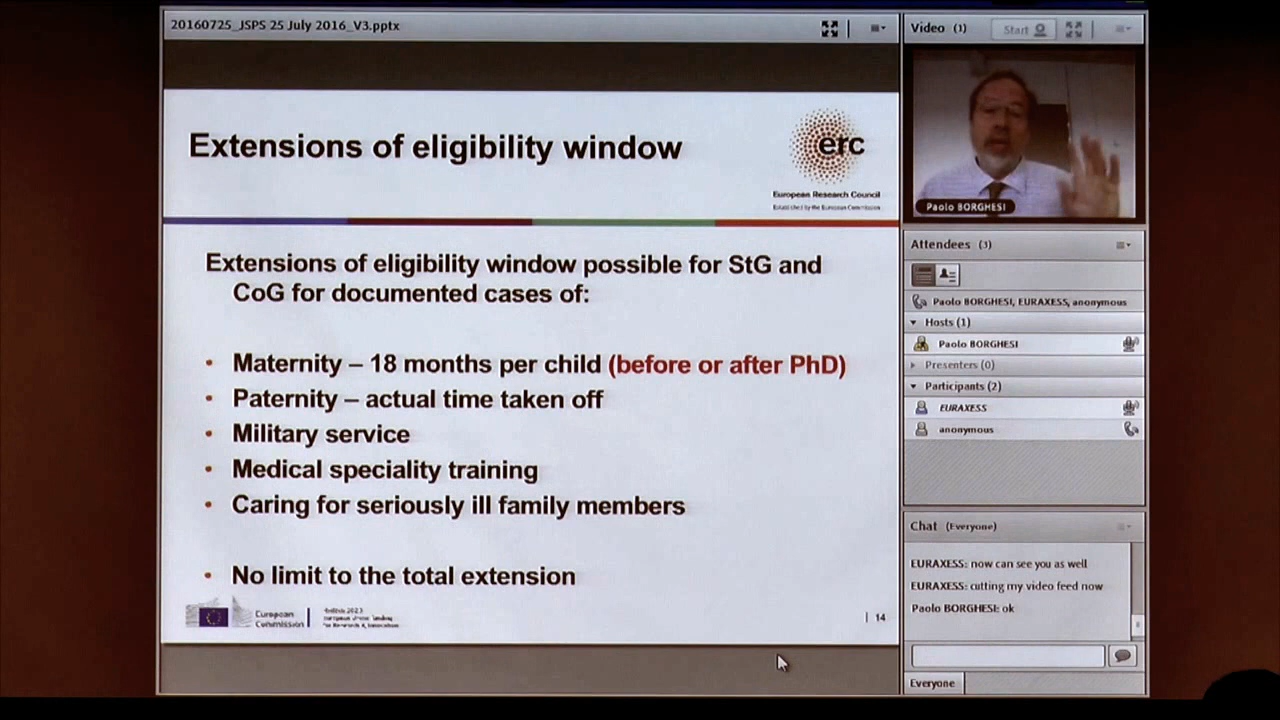 20160725_JSPS 25 July 2016_V3.pptx
Extensions of eligibility window
erc
European Research Council
Established by the European Commission
Extensions of eligibility window possible for StG and
CoG for documented cases of:
• Maternity – 18 months per child (before or after PhD)
• Paternity – actual time taken off
• Military service
• Medical speciality training
• Caring for seriously ill family members
• No limit to the total extension
European
Commission
14
Video (1)
Start
Paolo BORGHESI
Attendees (3)
Paolo BORGHESI, EURAXESS, anonymous
Hosts (1)
Paolo BORGHESI
Presenters (0)
Participants (2)
EURAXESS
anonymous
Chat (Everyone)
EURAXESS: now can see you as well
EURAXESS: cutting my video feed now
Paolo BORGHESI: ok
Everyone